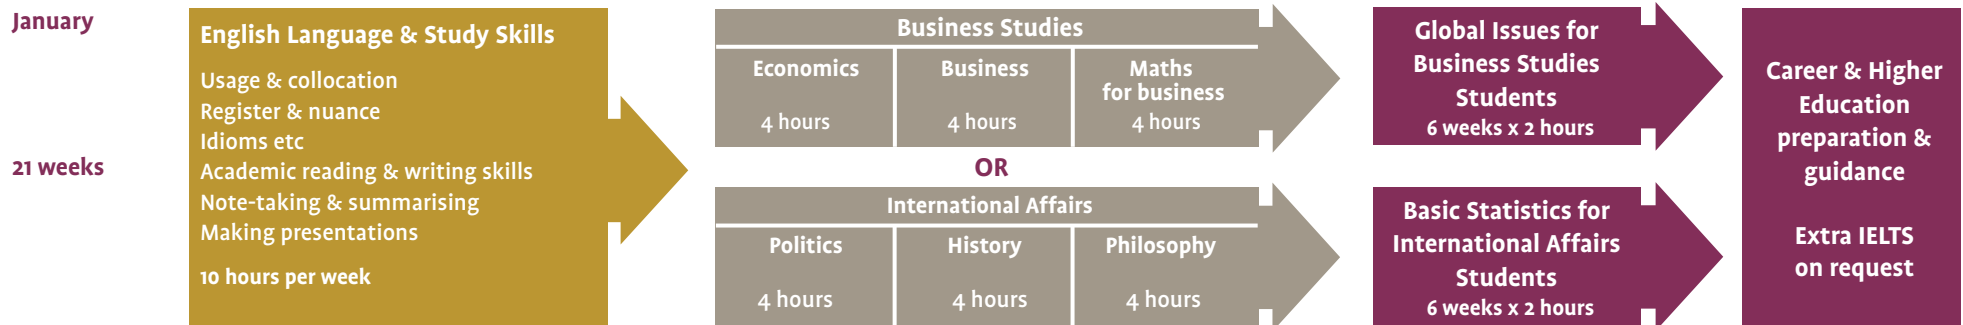 January
21 weeks
English Language & Study Skills
Usage & collocation
Register & nuance
Idioms etc
Academic reading & writing skills
Note-taking & summarising
Making presentations
10 hours per week
Business Studies
Economics
4 hours
Business
4 hours
Maths
for business
4 hours
OR
International Affairs
Politics
4 hours
History
4 hours
Philosophy
4 hours
Global Issues for
Business Studies
Students
6 weeks x 2 hours
Basic Statistics for
International Affairs
Students
6 weeks x 2 hours
Career & Higher
Education
preparation &
guidance
Extra IELTS
on request